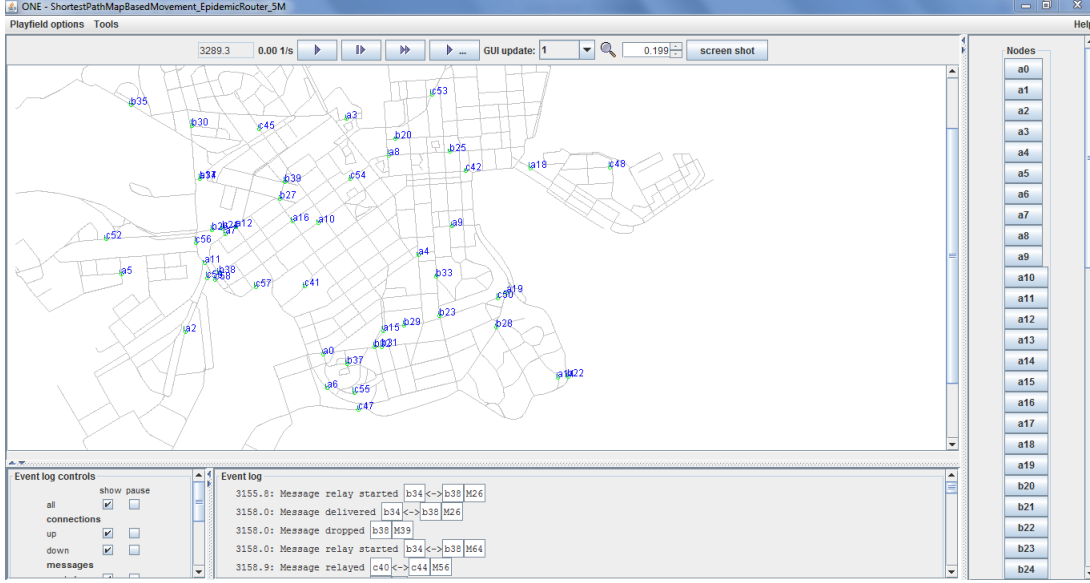 ONE - ShortestPathMapBasedMovement_EpidemicRouter_5M
Playfield options Tools Help
3289.3 0.00 1/s ... GUI update: 1 0.199 screen shot
Nodes
a0
a1
a2
a3
a4
a5
a6
a7
a8
a9
a10
a11
a12
a13
a14
a15
a16
a17
a18
a19
b20
b21
b22
b23
b24
c53
b35
a3
b30
c45
b20
a8
b25
c42
a18
c48
b39
c54
b27
a16
a10
a9
a12
a7
c52
c56
a4
a11
b38
a5
b33
c57
c41
a19
c50
b23
b29
b28
a2
a15
b31
a0
b37
b22
a6
c55
c47
Event log controls
show pause
all
connections
up
down
messages
Event log
3155.8: Message relay started b34<->b38 M26
3158.0: Message delivered b34<->b38 M26
3158.0: Message dropped b38 M39
3158.0: Message relay started b34<->b38 M64
3158.9: Message relayed c40<->c44 M56